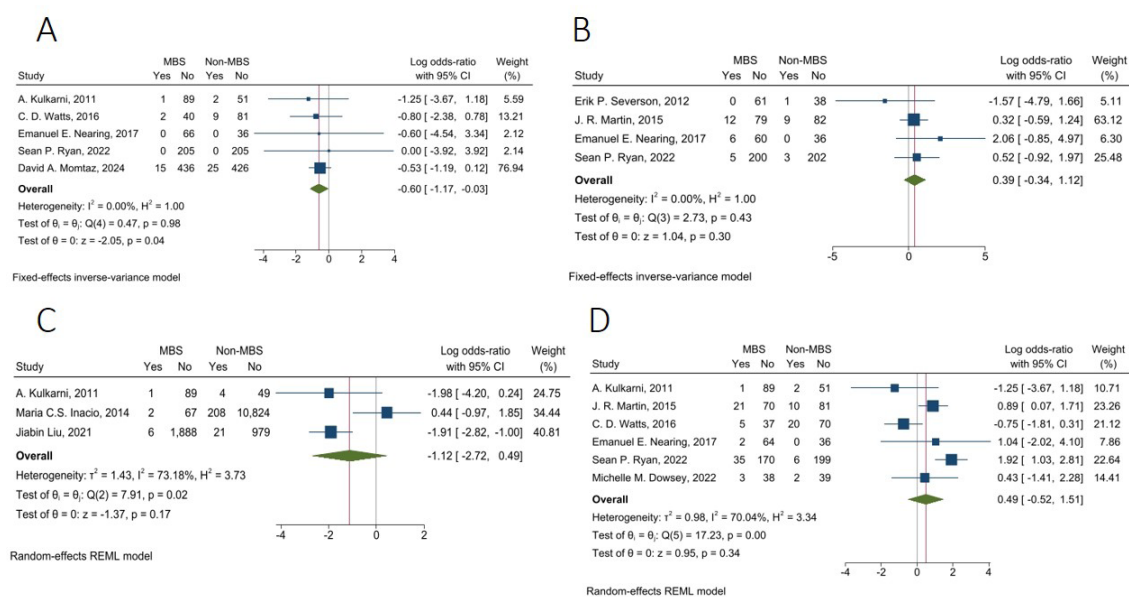 A
MBS Non-MBS Log odds-ratio Weight
Study Yes No Yes No with 95% CI (%)
A. Kulkarni, 2011 1 89 2 51 -1.25 [ -3.67, 1.18] 5.59
C. D. Watts, 2016 2 40 9 81 -0.80 [ -2.38, 0.78] 13.21
Emanuel E. Nearing, 2017 0 66 0 36 -0.60 [ -4.54, 3.34] 2.12
Sean P. Ryan, 2022 0 205 0 205 0.00 [ -3.92, 3.92] 2.14
David A. Momtaz, 2024 15 436 25 426 -0.53 [ -1.19, 0.12] 76.94
Overall -0.60 [ -1.17, -0.03]
Heterogeneity: I² = 0.00%, H² = 1.00
Test of θᵢ = θⱼ: Q(4) = 0.47, p = 0.98
Test of θ = 0: z = -2.05, p = 0.04
-4 -2 0 2 4
Fixed-effects inverse-variance model
B
MBS Non-MBS Log odds-ratio Weight
Study Yes No Yes No with 95% CI (%)
Erik P. Severson, 2012 0 61 1 38 -1.57 [ -4.79, 1.66] 5.11
J. R. Martin, 2015 12 79 9 82 0.32 [ -0.59, 1.24] 63.12
Emanuel E. Nearing, 2017 6 60 0 36 2.06 [ -0.85, 4.97] 6.30
Sean P. Ryan, 2022 5 200 3 202 0.52 [ -0.92, 1.97] 25.48
Overall 0.39 [ -0.34, 1.12]
Heterogeneity: I² = 0.00%, H² = 1.00
Test of θᵢ = θⱼ: Q(3) = 2.73, p = 0.43
Test of θ = 0: z = 1.04, p = 0.30
-5 0 5
Fixed-effects inverse-variance model
C
MBS Non-MBS Log odds-ratio Weight
Study Yes No Yes No with 95% CI (%)
A. Kulkarni, 2011 1 89 4 49 -1.98 [ -4.20, 0.24] 24.75
Maria C.S. Inacio, 2014 2 67 208 10,824 0.44 [ -0.97, 1.85] 34.44
Jiabin Liu, 2021 6 1,888 21 979 -1.91 [ -2.82, -1.00] 40.81
Overall -1.12 [ -2.72, 0.49]
Heterogeneity: τ² = 1.43, I² = 73.18%, H² = 3.73
Test of θᵢ = θⱼ: Q(2) = 7.91, p = 0.02
Test of θ = 0: z = -1.37, p = 0.17
-4 -2 0 2
Random-effects REML model
D
MBS Non-MBS Log odds-ratio Weight
Study Yes No Yes No with 95% CI (%)
A. Kulkarni, 2011 1 89 2 51 -1.25 [ -3.67, 1.18] 10.71
J. R. Martin, 2015 21 70 10 81 0.89 [ 0.07, 1.71] 23.26
C. D. Watts, 2016 5 37 20 70 -0.75 [ -1.81, 0.31] 21.12
Emanuel E. Nearing, 2017 2 64 0 36 1.04 [ -2.02, 4.10] 7.86
Sean P. Ryan, 2022 35 170 6 199 1.92 [ 1.03, 2.81] 22.64
Michelle M. Dowsey, 2022 3 38 2 39 0.43 [ -1.41, 2.28] 14.41
Overall 0.49 [ -0.52, 1.51]
Heterogeneity: τ² = 0.98, I² = 70.04%, H² = 3.34
Test of θᵢ = θⱼ: Q(5) = 17.23, p = 0.00
Test of θ = 0: z = 0.95, p = 0.34
-4 -2 0 2 4
Random-effects REML model